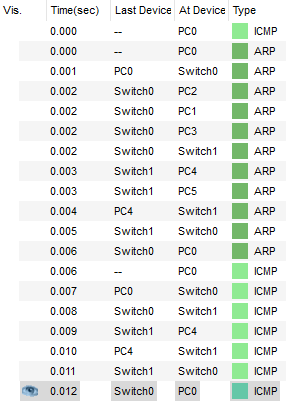 Vis. Time(sec) Last Device At Device Type
0.000 -- PC0 ICMP
0.000 -- PC0 ARP
0.001 PC0 Switch0 ARP
0.002 Switch0 PC2 ARP
0.002 Switch0 PC1 ARP
0.002 Switch0 PC3 ARP
0.002 Switch0 Switch1 ARP
0.003 Switch1 PC4 ARP
0.003 Switch1 PC5 ARP
0.004 PC4 Switch1 ARP
0.005 Switch1 Switch0 ARP
0.006 Switch0 PC0 ARP
0.006 -- PC0 ICMP
0.007 PC0 Switch0 ICMP
0.008 Switch0 Switch1 ICMP
0.009 Switch1 PC4 ICMP
0.010 PC4 Switch1 ICMP
0.011 Switch1 Switch0 ICMP
0.012 Switch0 PC0 ICMP